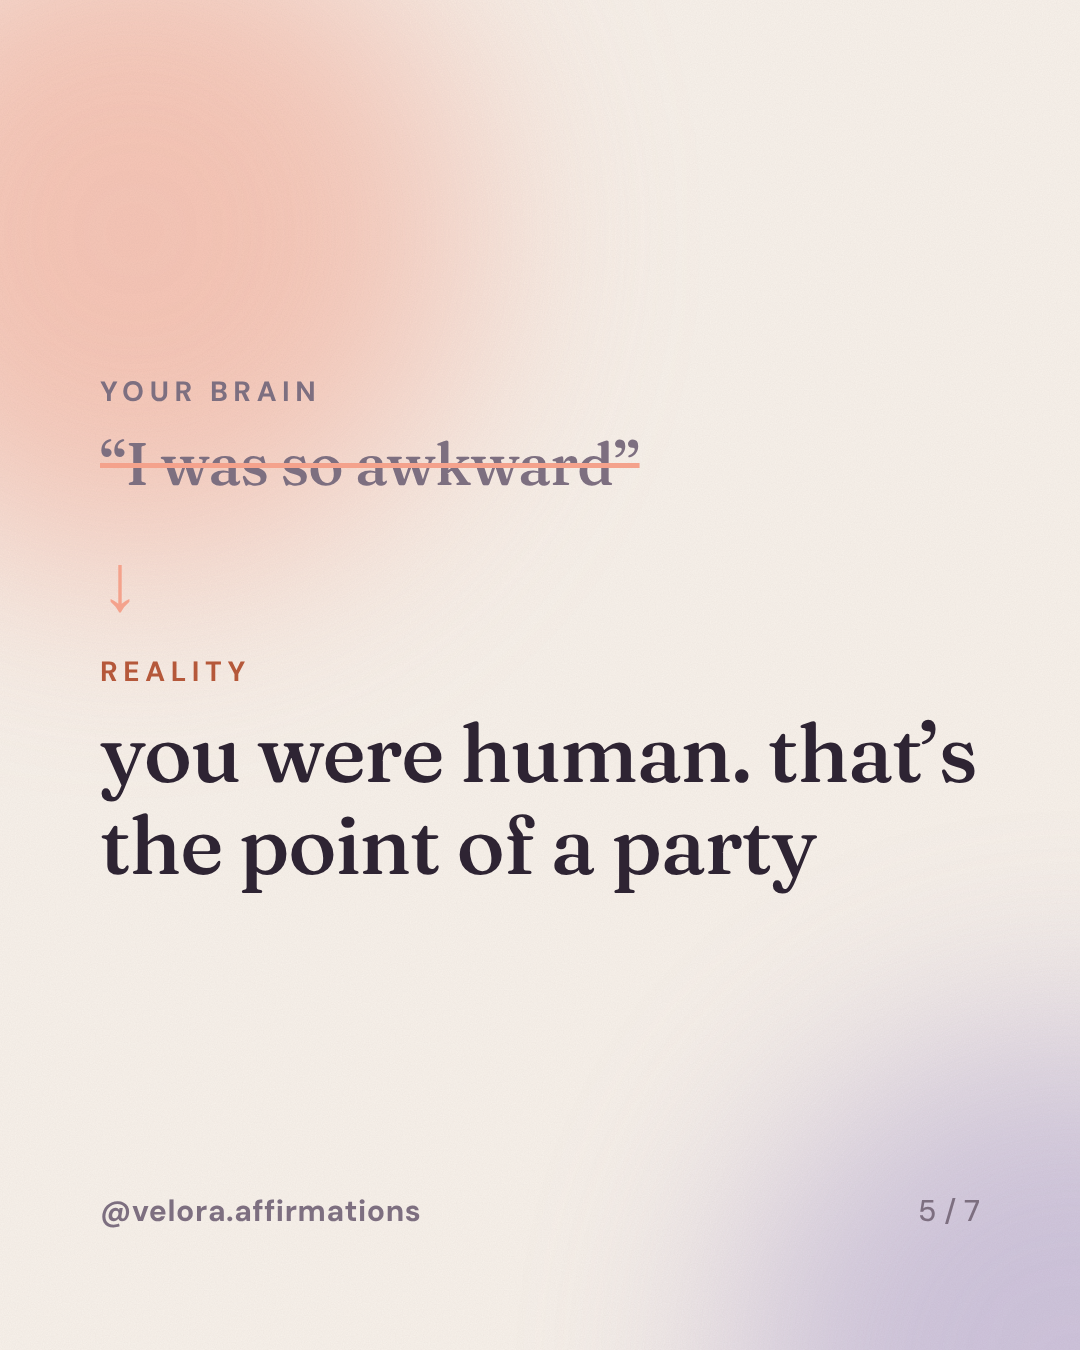 YOUR BRAIN
“I was so awkward”
↓
REALITY
you were human. that’s
the point of a party
@velora.affirmations
5 / 7